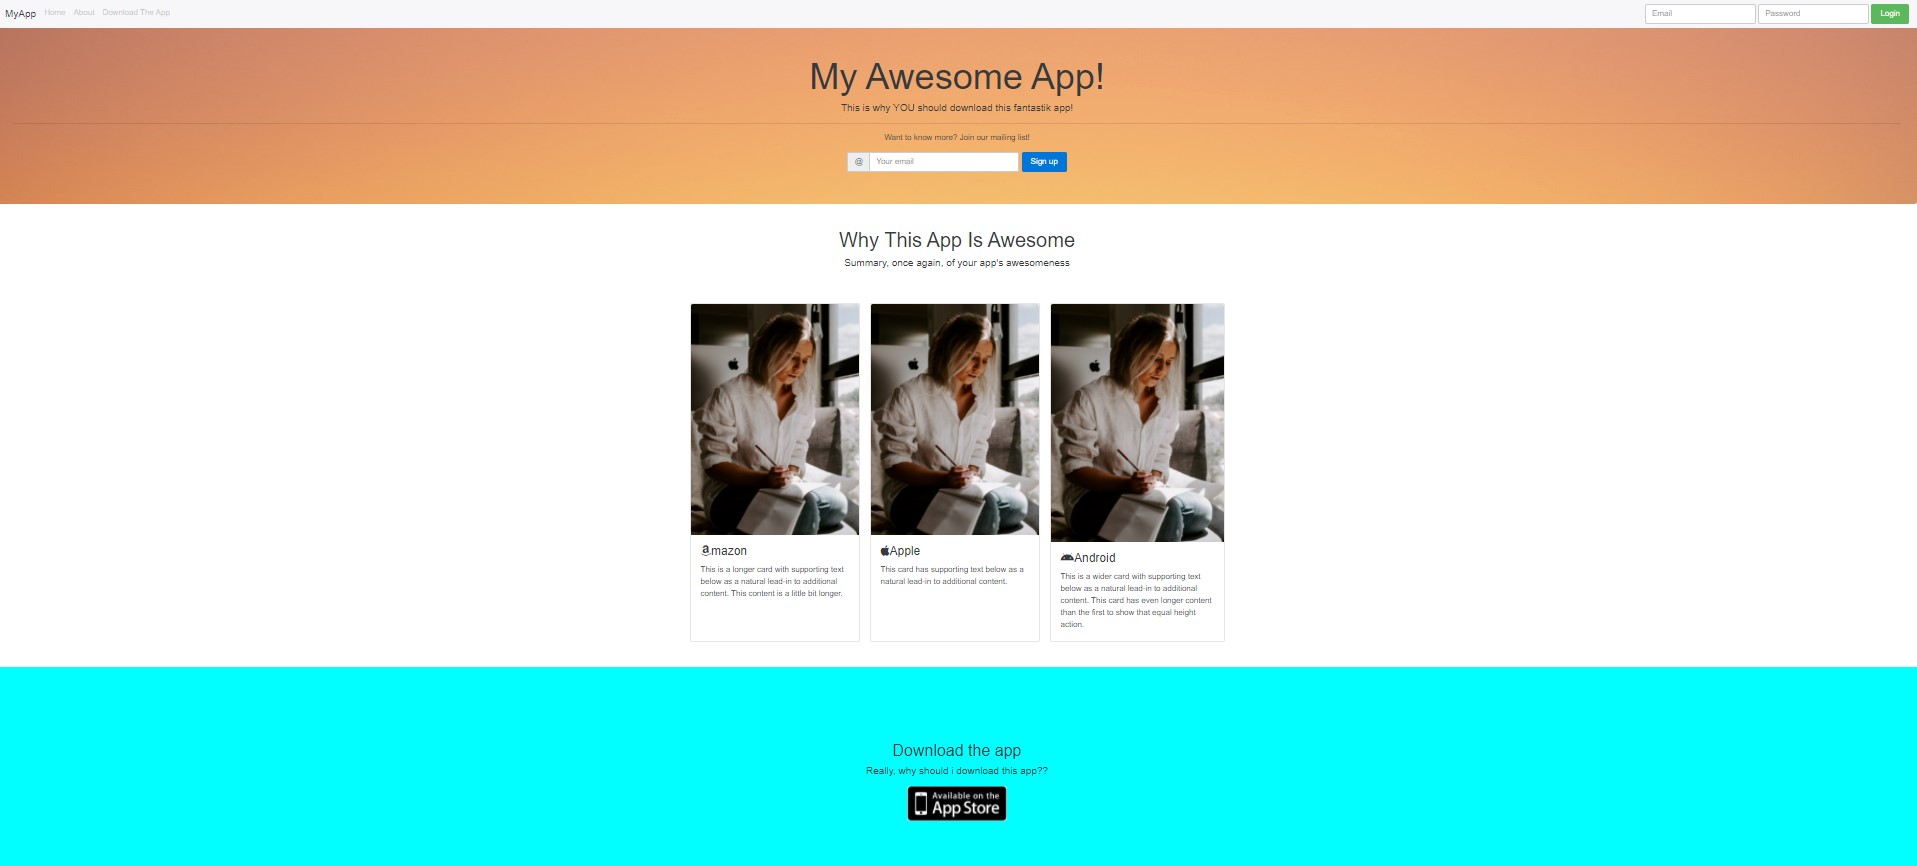 MyApp Home About Download The App Email Password Login
My Awesome App!
This is why YOU should download this fantastik app!
Want to know more? Join our mailing list!
@ Your email Sign up
Why This App Is Awesome
Summary, once again, of your app's awesomeness
amazon
This is a longer card with supporting text
below as a natural lead-in to additional
content. This content is a little bit longer.
Apple
This card has supporting text below as a
natural lead-in to additional content.
Android
This is a wider card with supporting text
below as a natural lead-in to additional
content. This card has even longer content
than the first to show that equal height
action.
Download the app
Really, why should i download this app??
Available on the
App Store